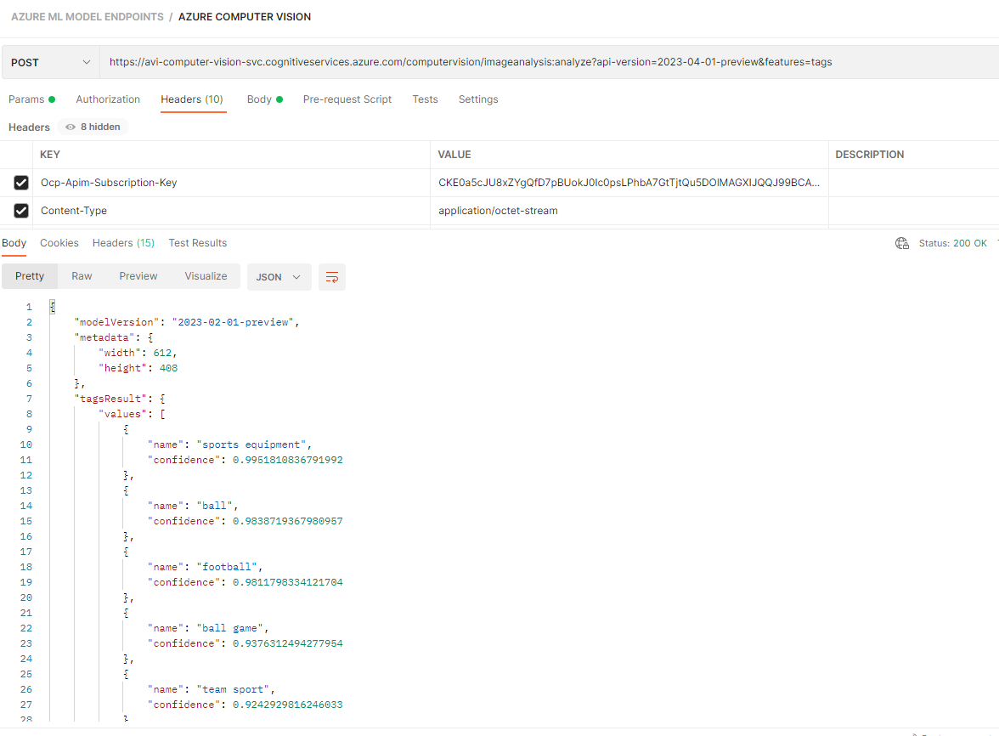 AZURE ML MODEL ENDPOINTS / AZURE COMPUTER VISION
POST https://avi-computer-vision-svc.cognitiveservices.azure.com/computervision/imageanalysis:analyze?api-version=2023-04-01-preview&features=tags
Params Authorization Headers (10) Body Pre-request Script Tests Settings
Headers 8 hidden
KEY VALUE DESCRIPTION
Ocp-Apim-Subscription-Key CKE0a5cJU8xZYgQfD7pBUokJ0Ic0psLPhbA7GtTjtQu5DOIMAGXIJQQJ99BCA...
Content-Type application/octet-stream
Body Cookies Headers (15) Test Results Status: 200 OK
Pretty Raw Preview Visualize JSON
1 {
2 "modelVersion": "2023-02-01-preview",
3 "metadata": {
4 "width": 612,
5 "height": 408
6 },
7 "tagsResult": {
8 "values": [
9 {
10 "name": "sports equipment",
11 "confidence": 0.9951810836791992
12 },
13 {
14 "name": "ball",
15 "confidence": 0.9838719367980957
16 },
17 {
18 "name": "football",
19 "confidence": 0.9811798334121704
20 },
21 {
22 "name": "ball game",
23 "confidence": 0.9376312494277954
24 },
25 {
26 "name": "team sport",
27 "confidence": 0.9242929816246033
28 }